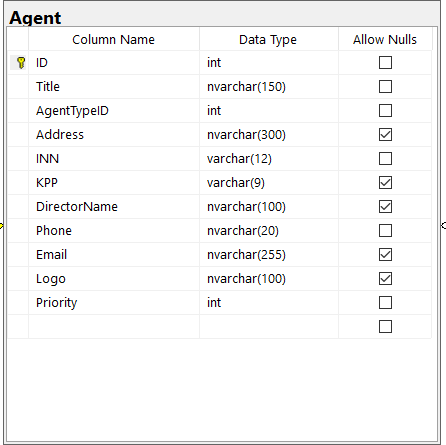 Agent
Column Name Data Type Allow Nulls
ID int
Title nvarchar(150)
AgentTypeID int
Address nvarchar(300)
INN varchar(12)
KPP varchar(9)
DirectorName nvarchar(100)
Phone nvarchar(20)
Email nvarchar(255)
Logo nvarchar(100)
Priority int